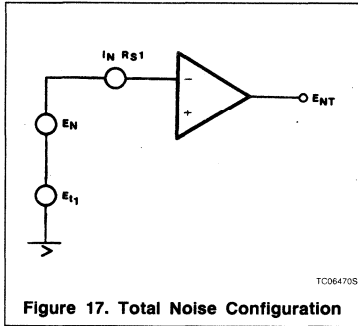 IN RS1
−
+
ENT
EN
Et1
TC06470S
Figure 17. Total Noise Configuration